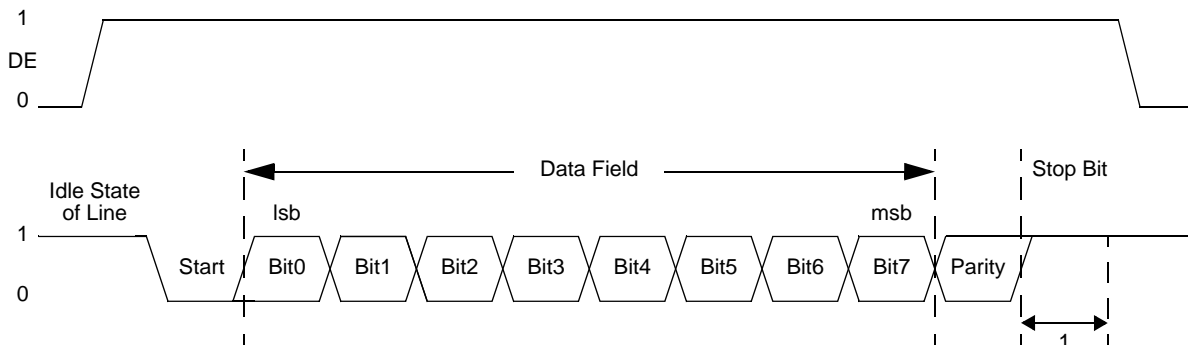 1
DE
0
Data Field
Stop Bit
Idle State
of Line
lsb
msb
1
Start
Bit0
Bit1
Bit2
Bit3
Bit4
Bit5
Bit6
Bit7
Parity
0
1